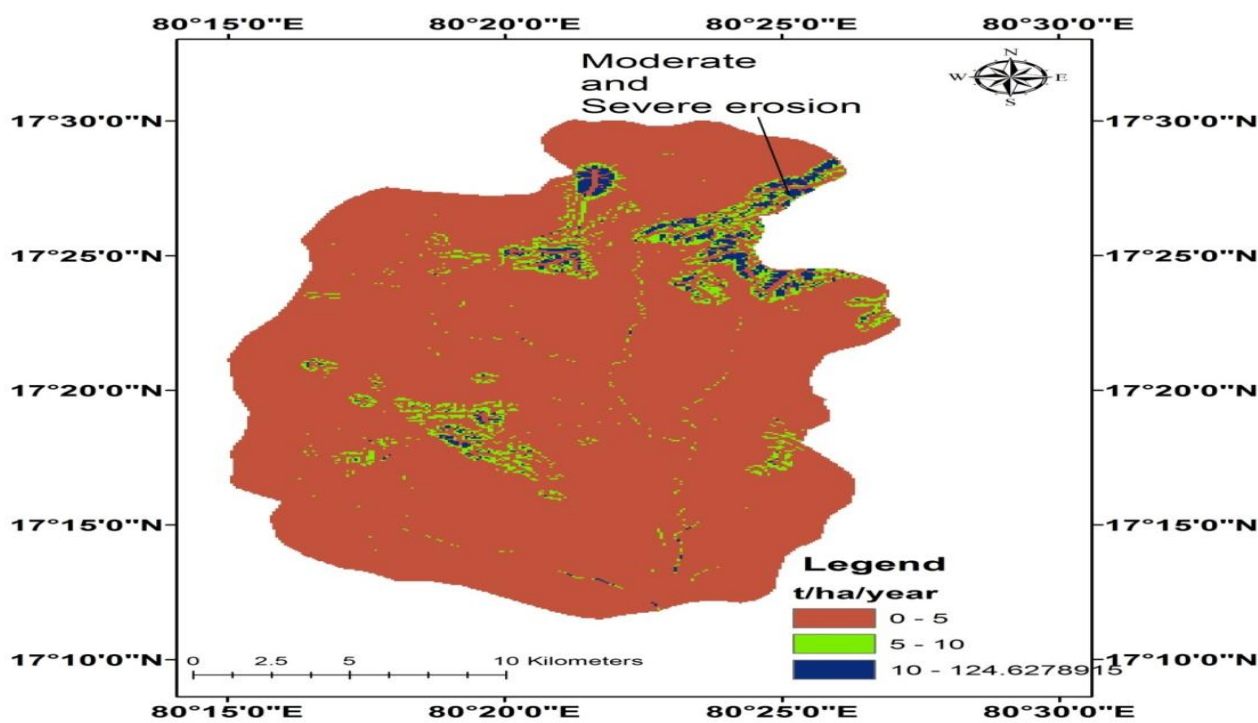 80°15'0"E 80°20'0"E 80°25'0"E 80°30'0"E
Moderate
and
Severe erosion
N
W E
S
17°30'0"N 17°30'0"N
17°25'0"N 17°25'0"N
17°20'0"N 17°20'0"N
17°15'0"N 17°15'0"N
Legend
t/ha/year
0 - 5
5 - 10
10 - 124.6278915
0 2.5 5 10 Kilometers
17°10'0"N 17°10'0"N
80°15'0"E 80°20'0"E 80°25'0"E 80°30'0"E